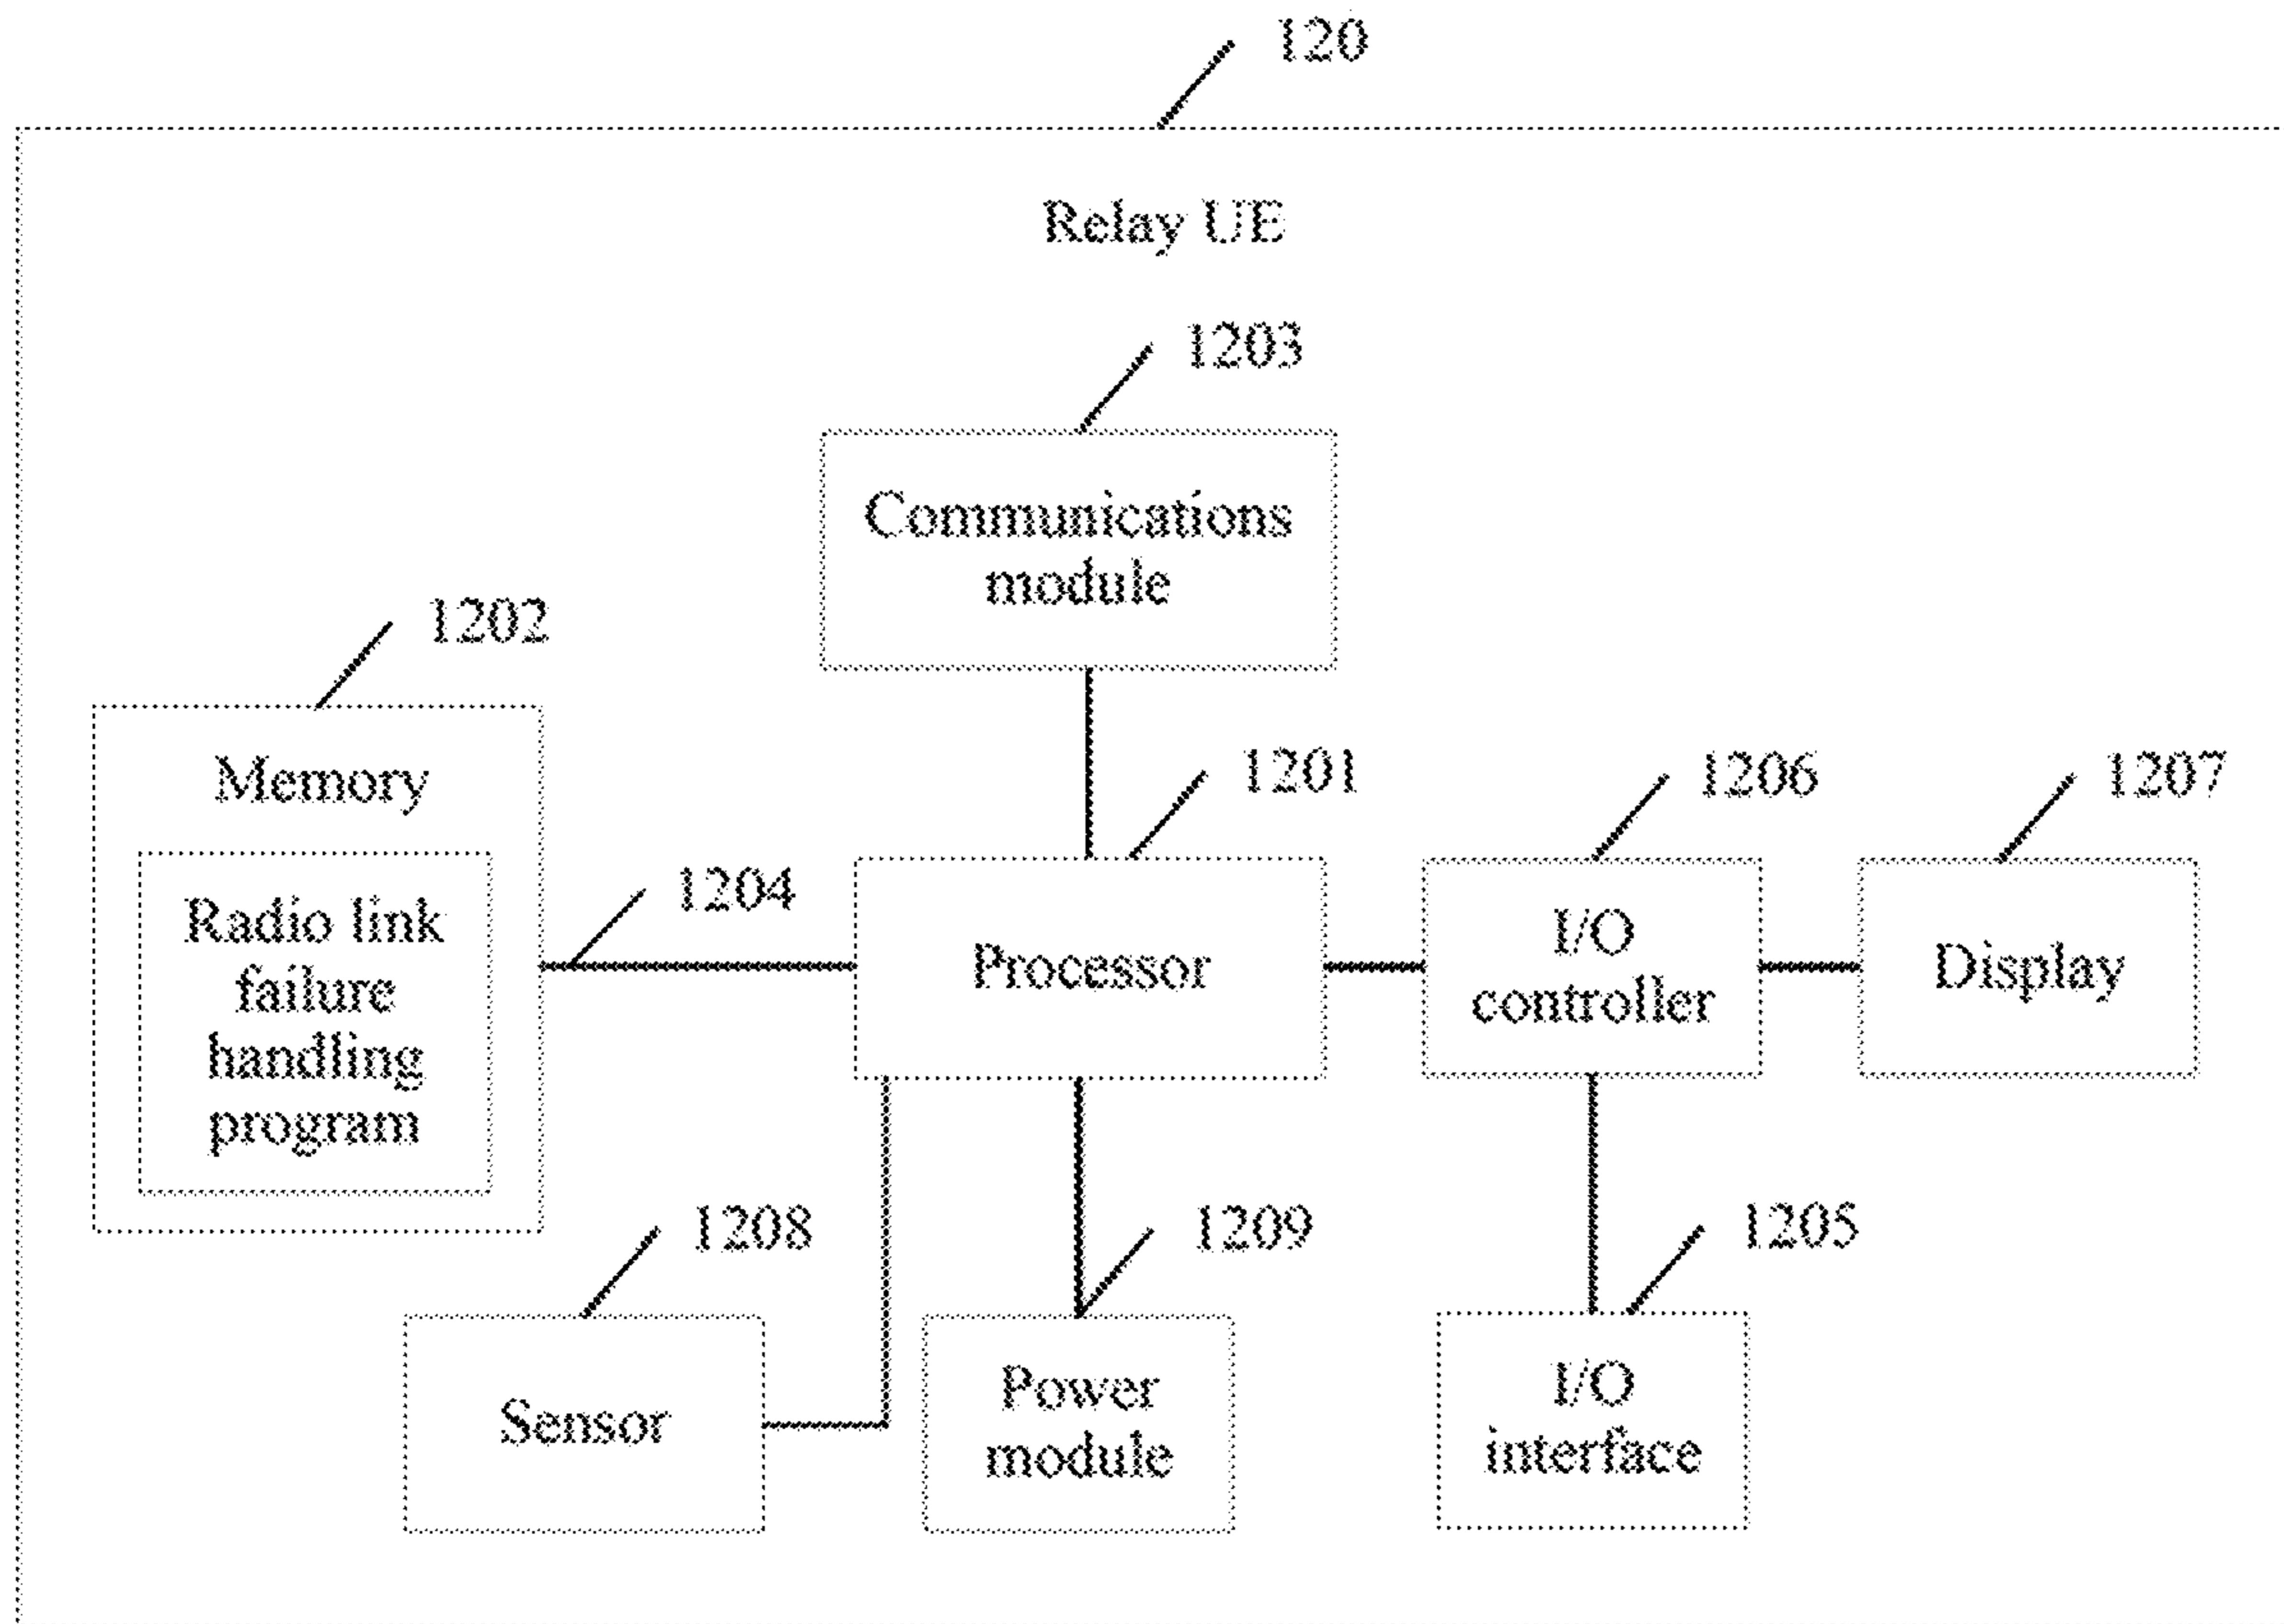 120
Relay UE
1203
Communications
module
1202
Memory
Radio link
failure
handling
program
1204
1201
Processor
1206
I/O
controller
1207
Display
1208
Sensor
1209
Power
module
1205
I/O
interface